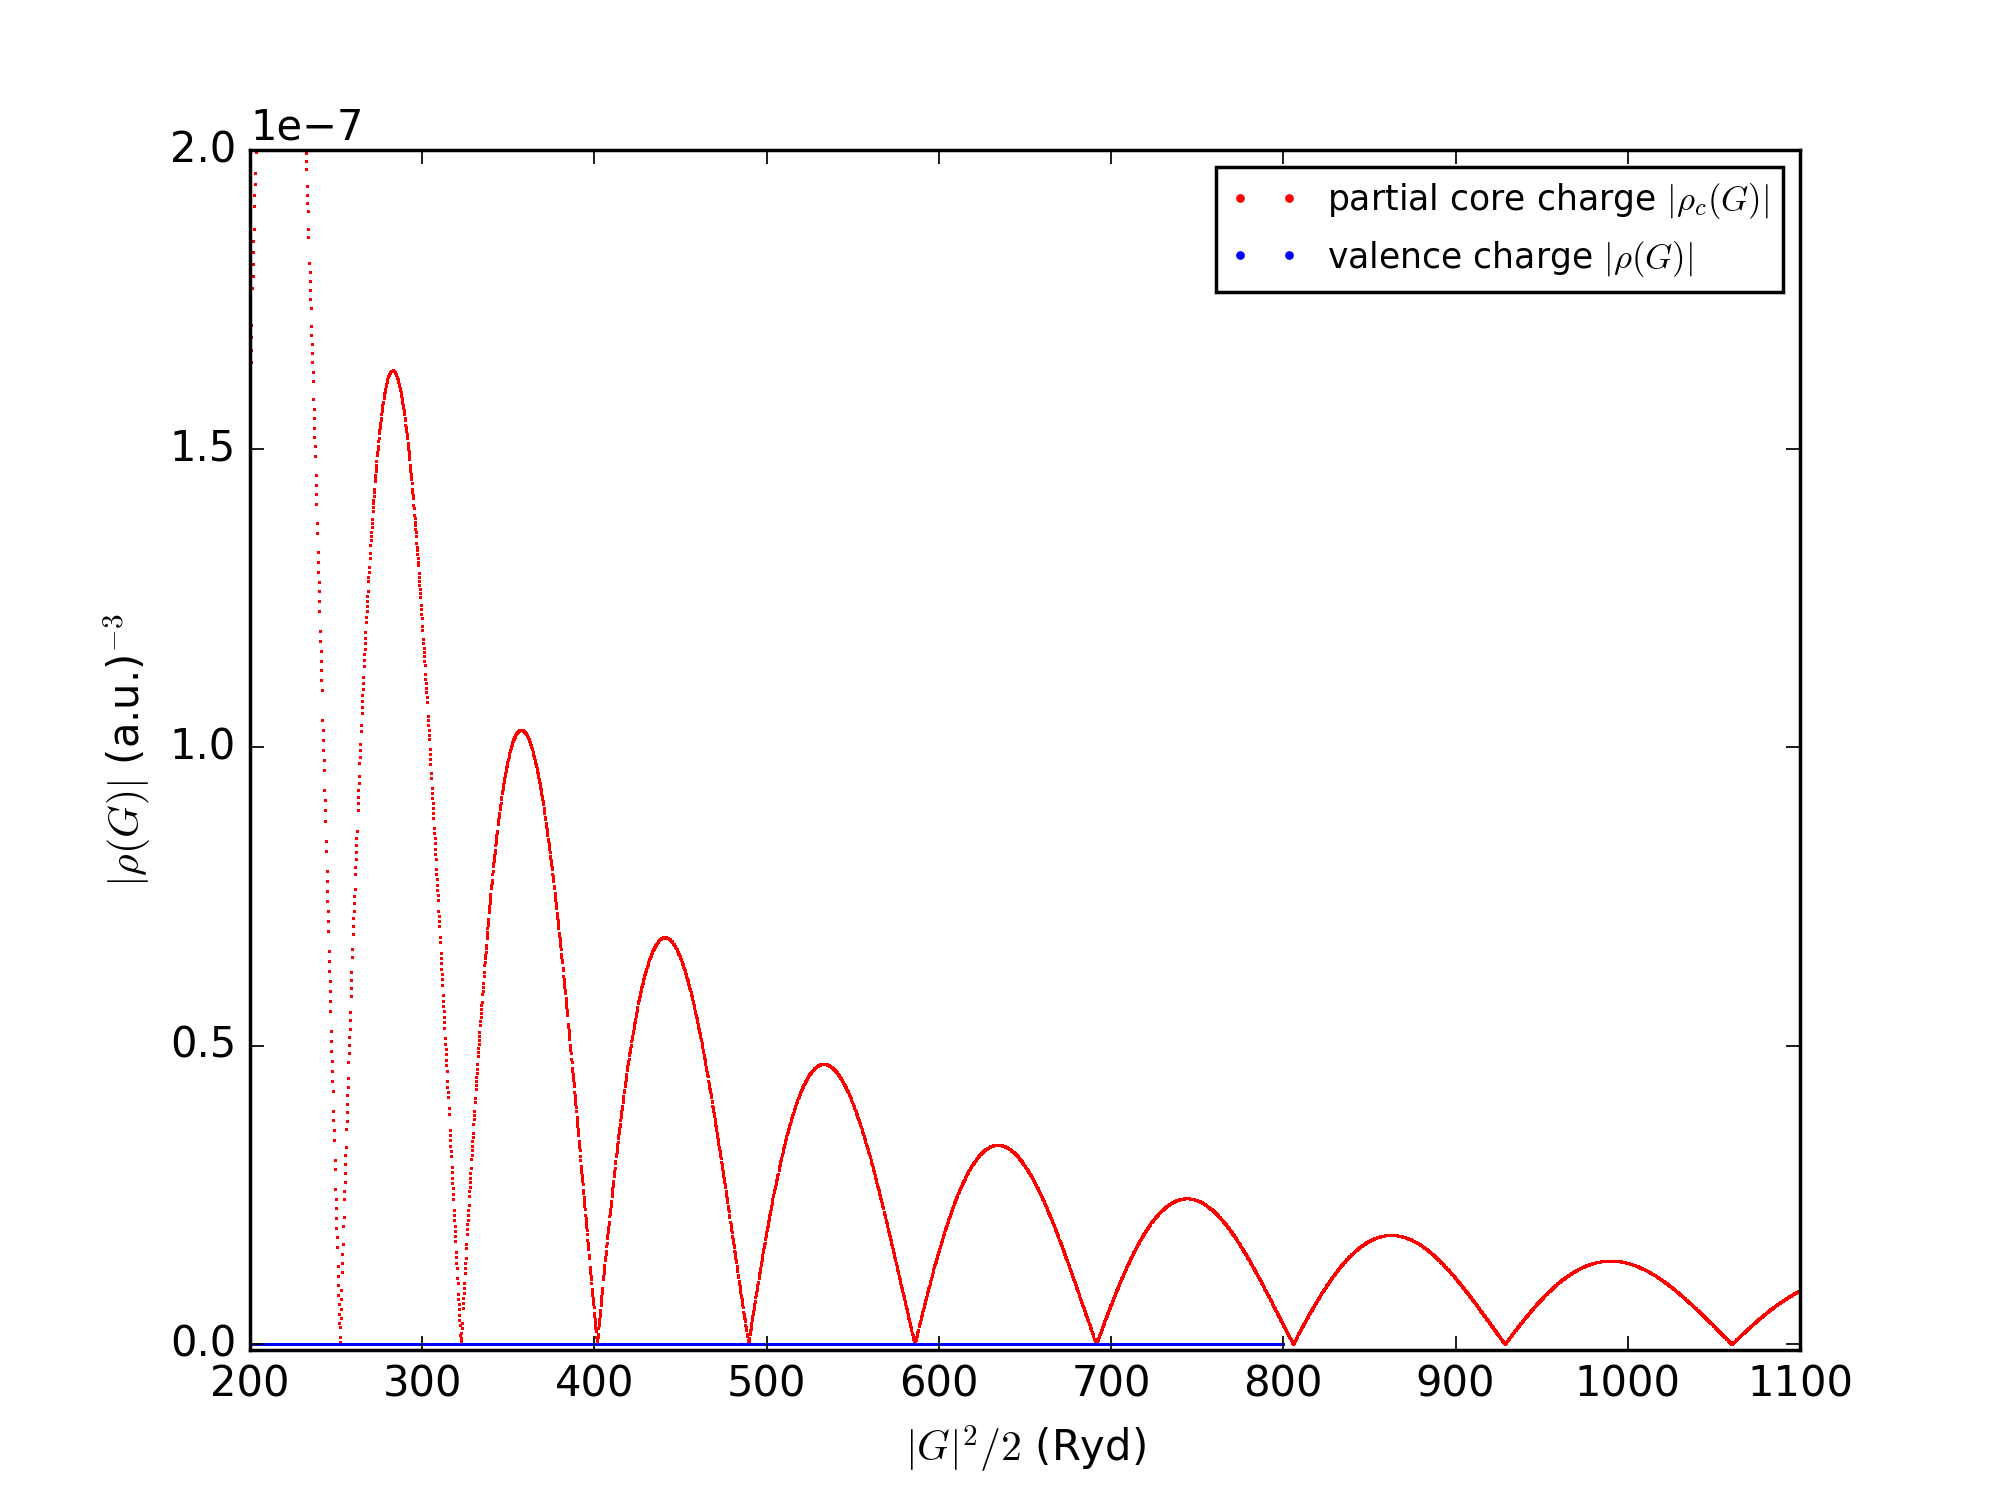 1e−7
partial core charge |ρ_c(G)|
valence charge |ρ(G)|
2.0
1.5
1.0
0.5
0.0
|ρ(G)| (a.u.)^{−3}
200 300 400 500 600 700 800 900 1000 1100
|G|^2/2 (Ryd)